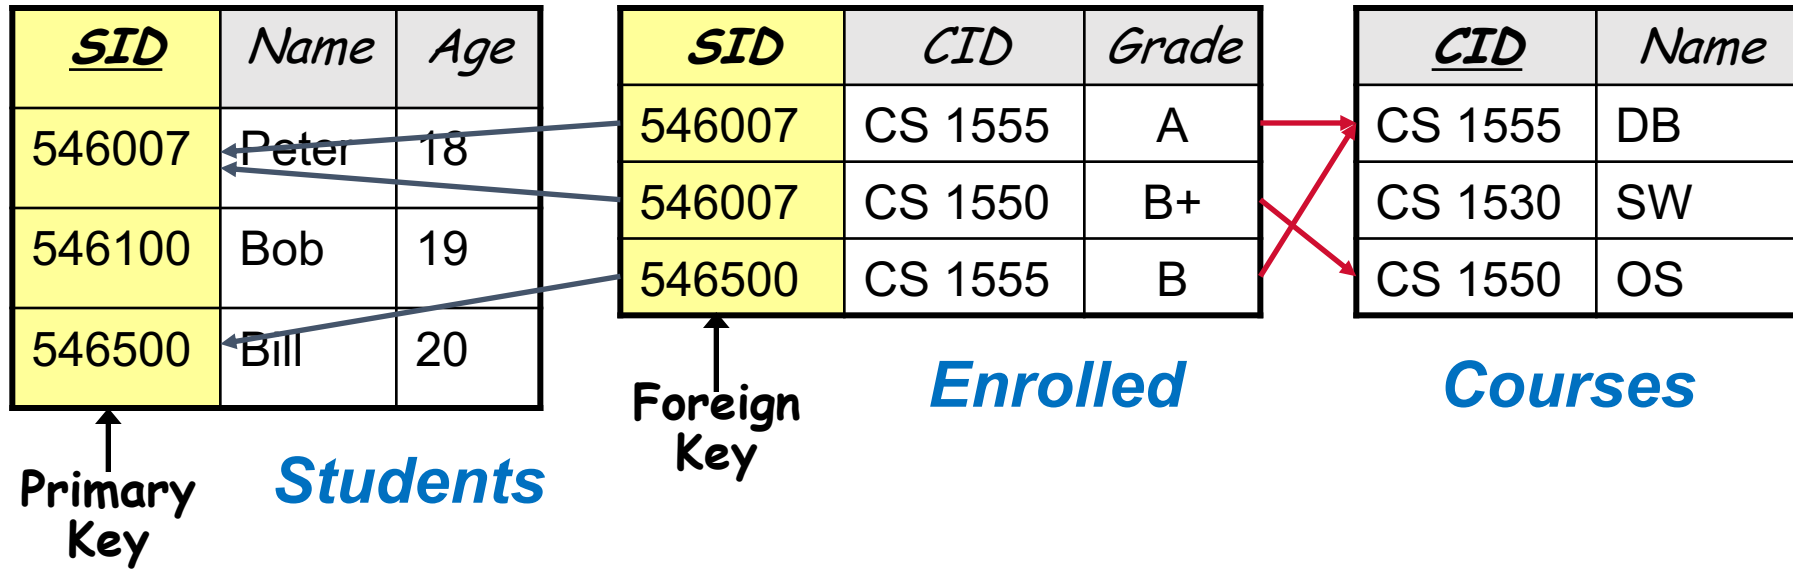 SID Name Age
546007 Peter 18
546100 Bob 19
546500 Bill 20
Primary
Key
Students
SID CID Grade
546007 CS 1555 A
546007 CS 1550 B+
546500 CS 1555 B
Foreign
Key
Enrolled
CID Name
CS 1555 DB
CS 1530 SW
CS 1550 OS
Courses